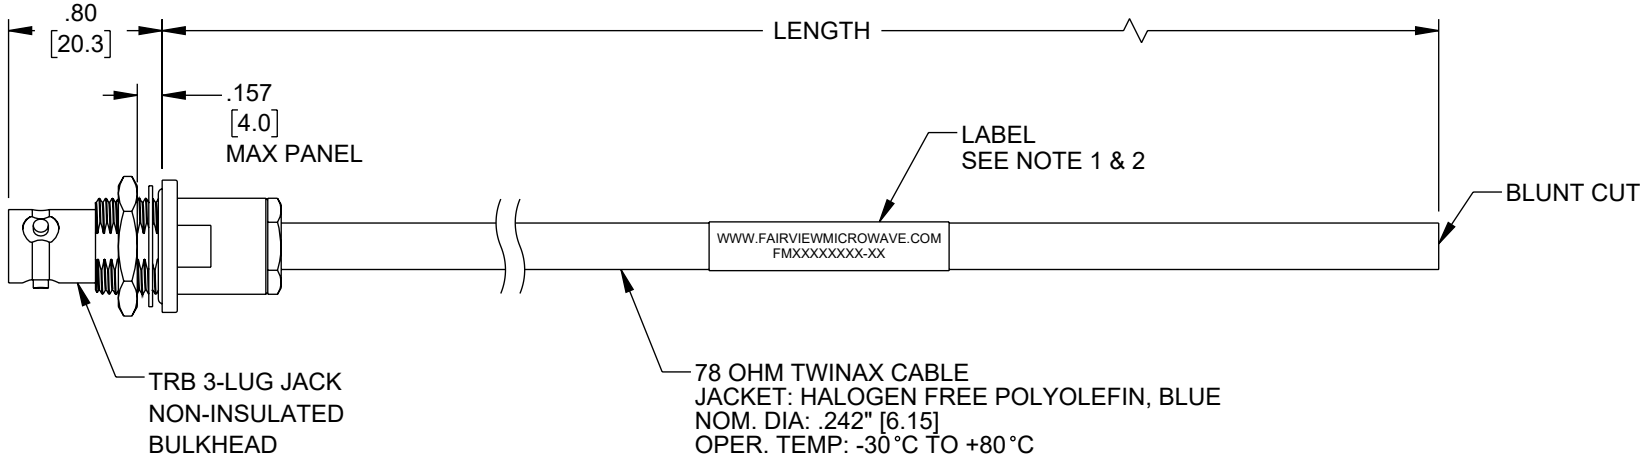 .80
[20.3]
LENGTH
.157
[4.0]
MAX PANEL
LABEL
SEE NOTE 1 & 2
BLUNT CUT
WWW.FAIRVIEWMICROWAVE.COM
FMXXXXXXXX-XX
TRB 3-LUG JACK
NON-INSULATED
BULKHEAD
78 OHM TWINAX CABLE
JACKET: HALOGEN FREE POLYOLEFIN, BLUE
NOM. DIA: .242" [6.15]
OPER. TEMP: -30°C TO +80°C